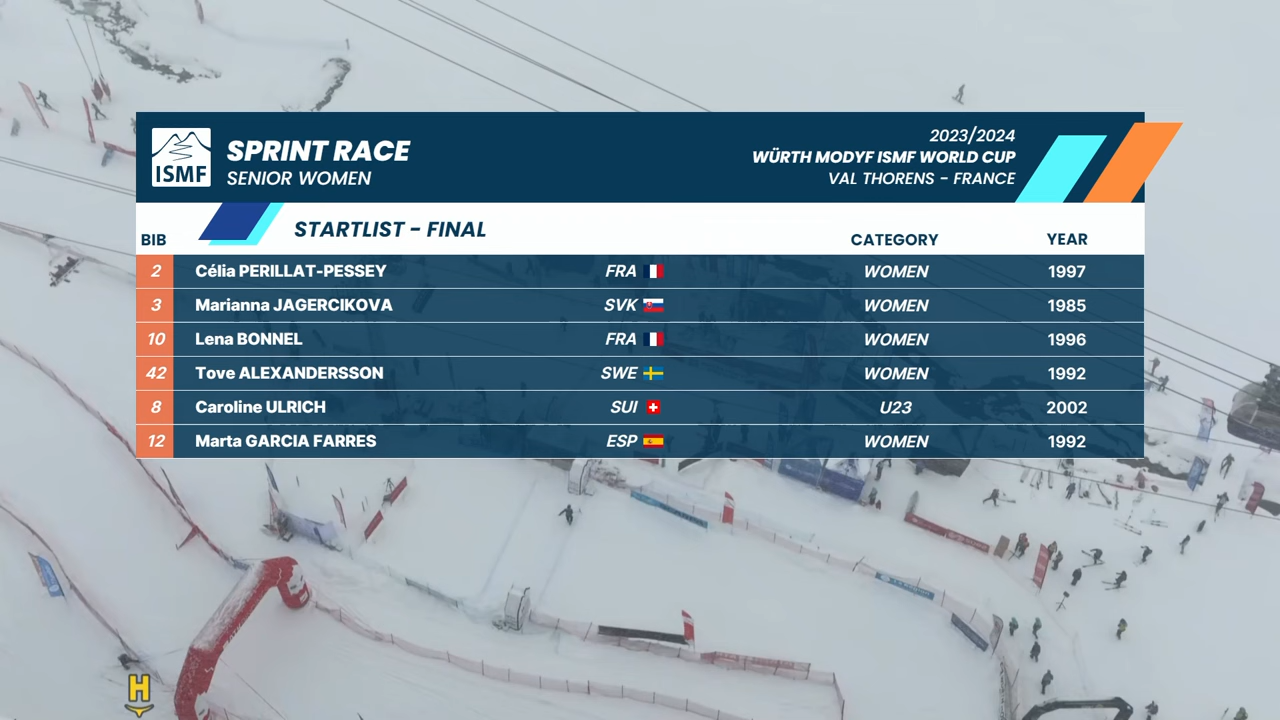 ISMF
SPRINT RACE
SENIOR WOMEN
2023/2024
WÜRTH MODYF ISMF WORLD CUP
VAL THORENS - FRANCE
STARTLIST - FINAL
BIB CATEGORY YEAR
2 Célia PERILLAT-PESSEY FRA WOMEN 1997
3 Marianna JAGERCIKOVA SVK WOMEN 1985
10 Lena BONNEL FRA WOMEN 1996
42 Tove ALEXANDERSSON SWE WOMEN 1992
8 Caroline ULRICH SUI U23 2002
12 Marta GARCIA FARRES ESP WOMEN 1992
H